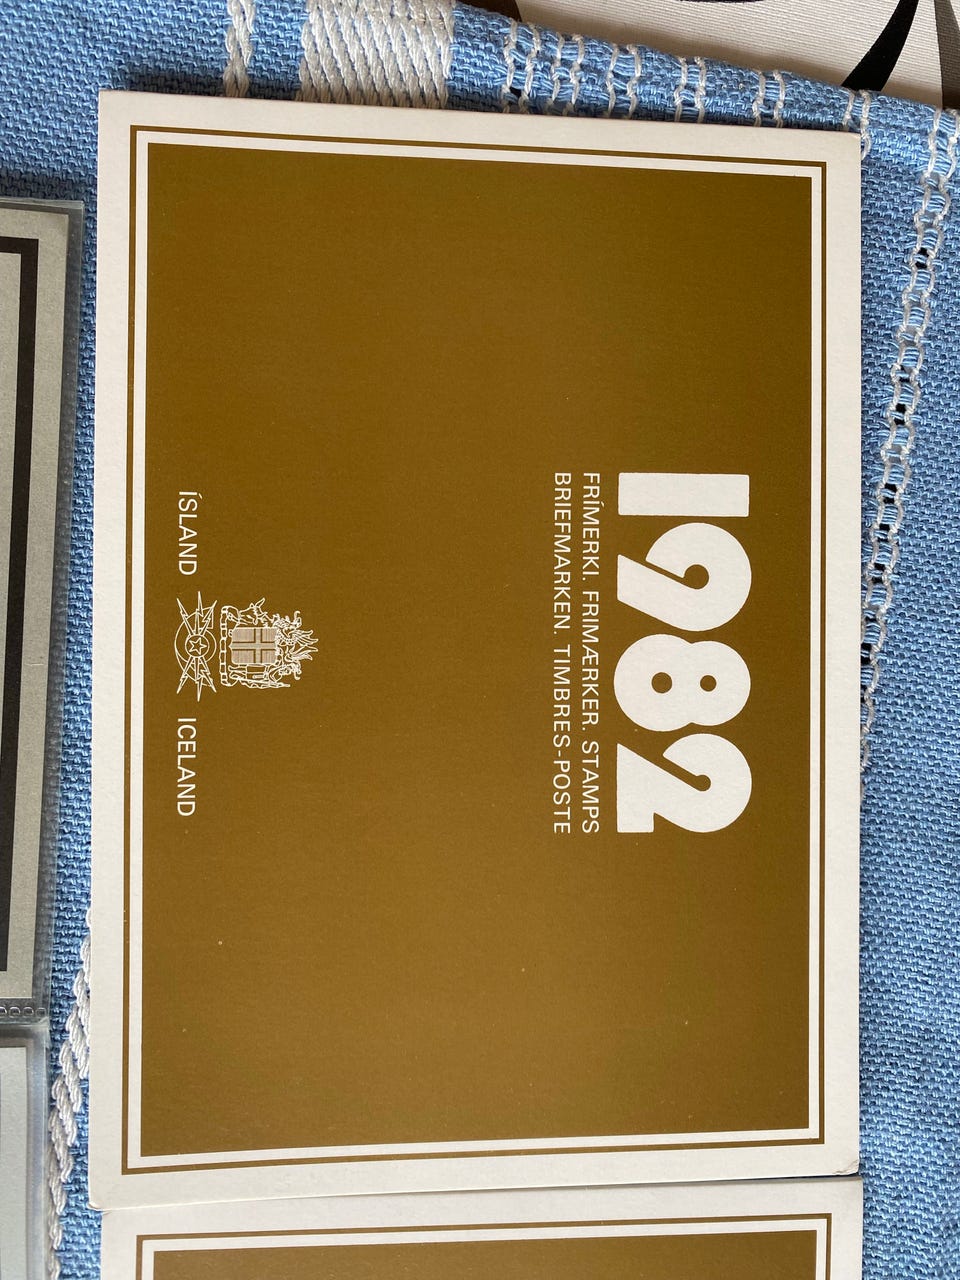 1982
FRÍMERKI. FRIMÆRKER. STAMPS
BRIEFMARKEN. TIMBRES-POSTE
ÍSLAND ICELAND